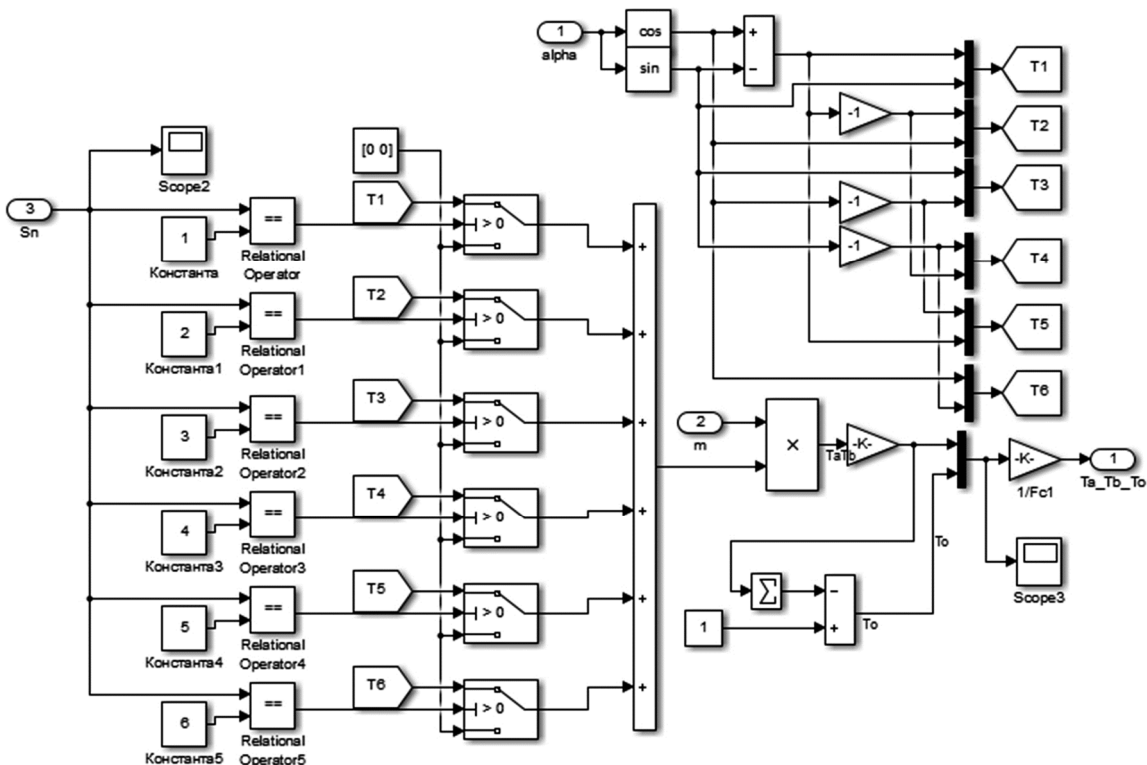 1
alpha
cos
sin
+
−
-1
-1
-1
T1
T2
T3
T4
T5
T6
3
Sn
Scope2
[0 0]
1
Константа
==
Relational
Operator
T1
> 0
+
2
Константа1
==
Relational
Operator1
T2
> 0
+
3
Константа2
==
Relational
Operator2
T3
> 0
+
4
Константа3
==
Relational
Operator3
T4
> 0
+
5
Константа4
==
Relational
Operator4
T5
> 0
+
6
Константа5
==
Relational
Operator5
T6
> 0
+
2
m
×
TaTb
-K-
-K-
1/Fc1
1
Ta_Tb_To
To
Scope3
Σ
−
+
To
1